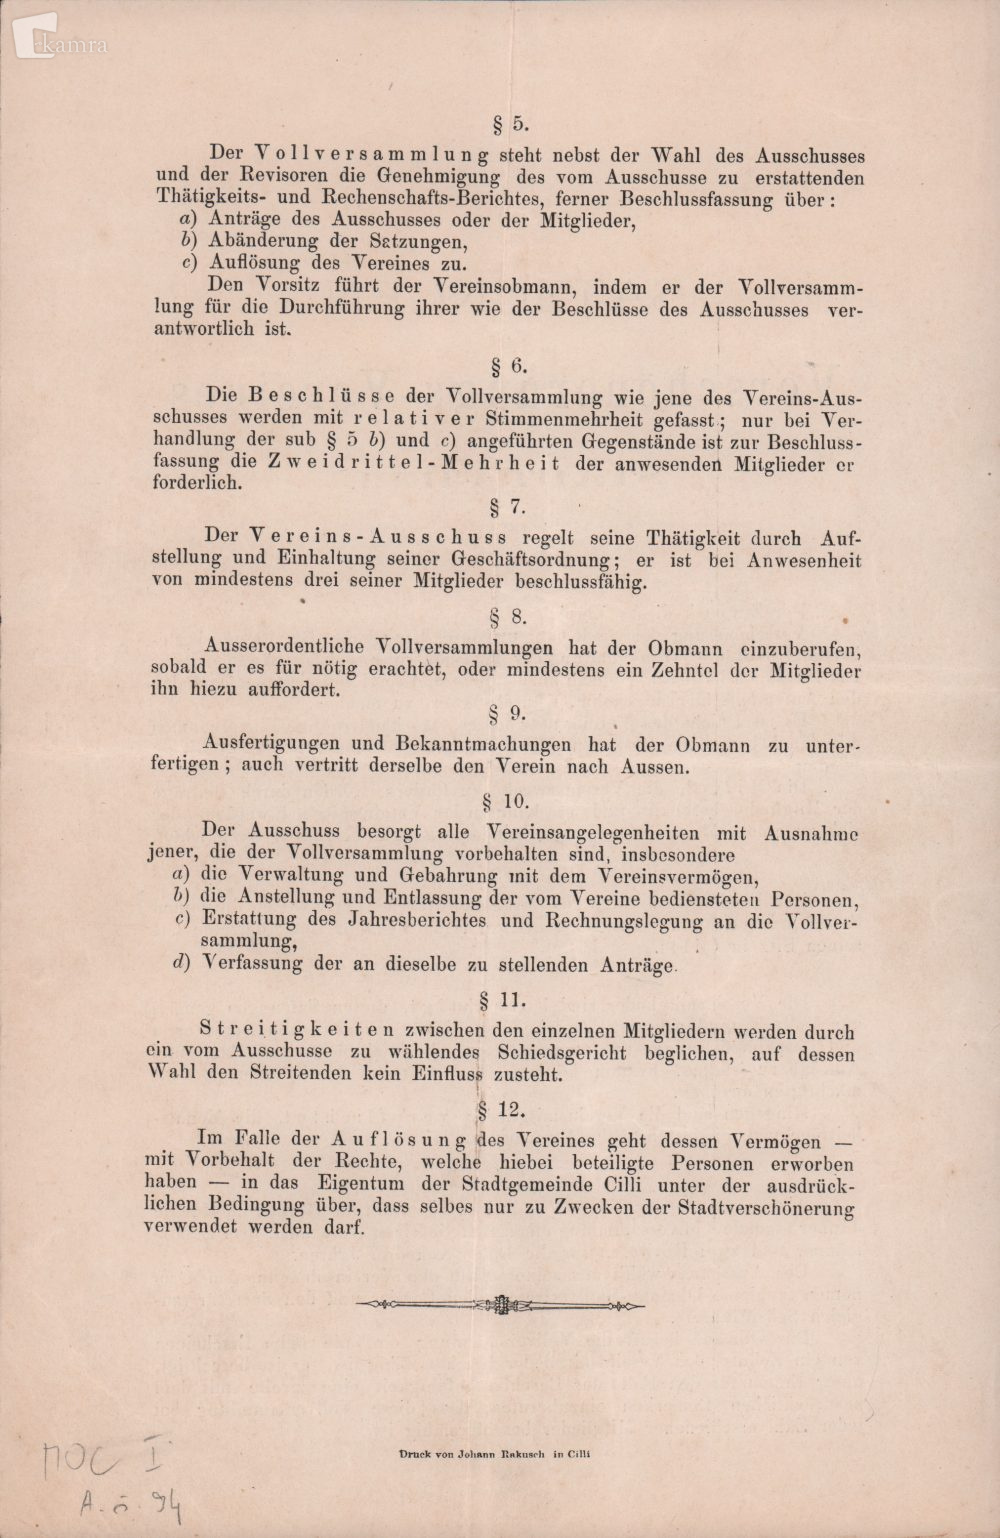 kamra
§ 5.
Der Vollversammlung steht nebst der Wahl des Ausschusses
und der Revisoren die Genehmigung des vom Ausschusse zu erstattenden
Thätigkeits- und Rechenschafts-Berichtes, ferner Beschlussfassung über:
a) Anträge des Ausschusses oder der Mitglieder,
b) Abänderung der Satzungen,
c) Auflösung des Vereines zu.
Den Vorsitz führt der Vereinsobmann, indem er der Vollversamm-
lung für die Durchführung ihrer wie der Beschlüsse des Ausschusses ver-
antwortlich ist.
§ 6.
Die Beschlüsse der Vollversammlung wie jene des Vereins-Aus-
schusses werden mit relativer Stimmenmehrheit gefasst; nur bei Ver-
handlung der sub § 5 b) und c) angeführten Gegenstände ist zur Beschluss-
fassung die Zweidrittel-Mehrheit der anwesenden Mitglieder er
forderlich.
§ 7.
Der Vereins-Ausschuss regelt seine Thätigkeit durch Auf-
stellung und Einhaltung seiner Geschäftsordnung; er ist bei Anwesenheit
von mindestens drei seiner Mitglieder beschlussfähig.
§ 8.
Ausserordentliche Vollversammlungen hat der Obmann einzuberufen,
sobald er es für nötig erachtet, oder mindestens ein Zehntel der Mitglieder
ihn hiezu auffordert.
§ 9.
Ausfertigungen und Bekanntmachungen hat der Obmann zu unter-
fertigen; auch vertritt derselbe den Verein nach Aussen.
§ 10.
Der Ausschuss besorgt alle Vereinsangelegenheiten mit Ausnahme
jener, die der Vollversammlung vorbehalten sind, insbesondere
a) die Verwaltung und Gebahrung mit dem Vereinsvermögen,
b) die Anstellung und Entlassung der vom Vereine bediensteten Personen,
c) Erstattung des Jahresberichtes und Rechnungslegung an die Vollver-
sammlung,
d) Verfassung der an dieselbe zu stellenden Anträge.
§ 11.
Streitigkeiten zwischen den einzelnen Mitgliedern werden durch
ein vom Ausschusse zu wählendes Schiedsgericht beglichen, auf dessen
Wahl den Streitenden kein Einfluss zusteht.
§ 12.
Im Falle der Auflösung des Vereines geht dessen Vermögen —
mit Vorbehalt der Rechte, welche hiebei beteiligte Personen erworben
haben — in das Eigentum der Stadtgemeinde Cilli unter der ausdrück-
lichen Bedingung über, dass selbes nur zu Zwecken der Stadtverschönerung
verwendet werden darf.
Druck von Johann Rakusch in Cilli
MOC I
A. š. 94